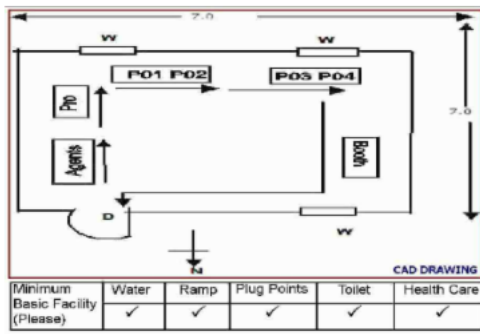 7.0
W
W
P01 P02
P03 P04
7.0
Pro
Agents
Booth
D
W
N
CAD DRAWING
Minimum Basic Facility (Please)
Water
Ramp
Plug Points
Toilet
Health Care
✓
✓
✓
✓
✓